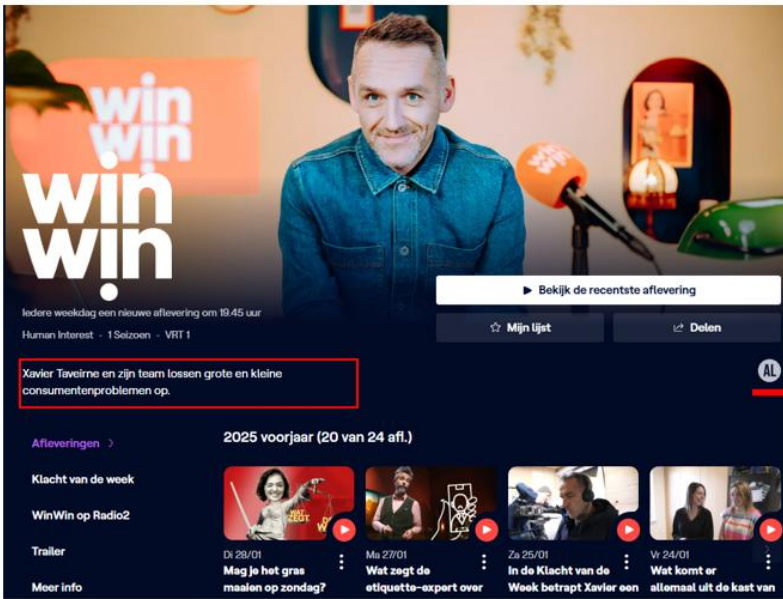 win
win
win
win
win
win
Iedere weekdag een nieuwe aflevering om 19.45 uur
Human Interest · 1 Seizoen · VRT 1
▶ Bekijk de recentste aflevering
☆ Mijn lijst
Delen
Xavier Taveirne en zijn team lossen grote en kleine
consumentenproblemen op.
AL
Afleveringen >
Klacht van de week
WinWin op Radio2
Trailer
Meer info
2025 voorjaar (20 van 24 afl.)
WAT
ZEGT
Di 28/01
Mag je het gras
maaien op zondag?
Ma 27/01
Wat zegt de
etiquette-expert over
Za 25/01
In de Klacht van de
Week betrapt Xavier een
Vr 24/01
Wat komt er
allemaal uit de kast van